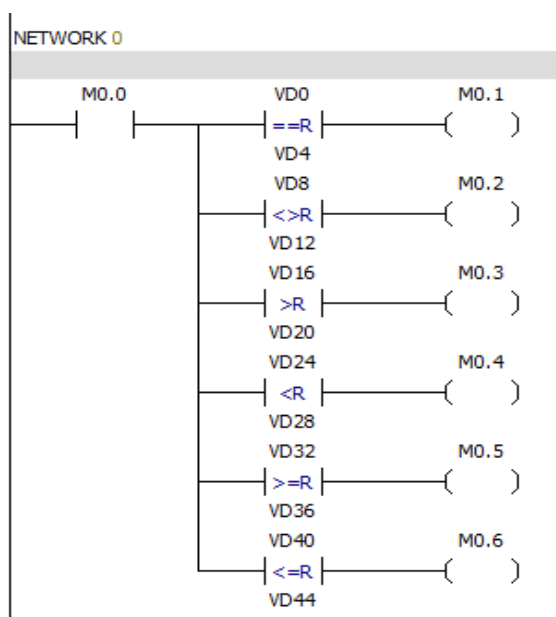 NETWORK 0
M0.0 VD0 M0.1
==R
VD4
VD8 M0.2
<>R
VD12
VD16 M0.3
>R
VD20
VD24 M0.4
<R
VD28
VD32 M0.5
>=R
VD36
VD40 M0.6
<=R
VD44